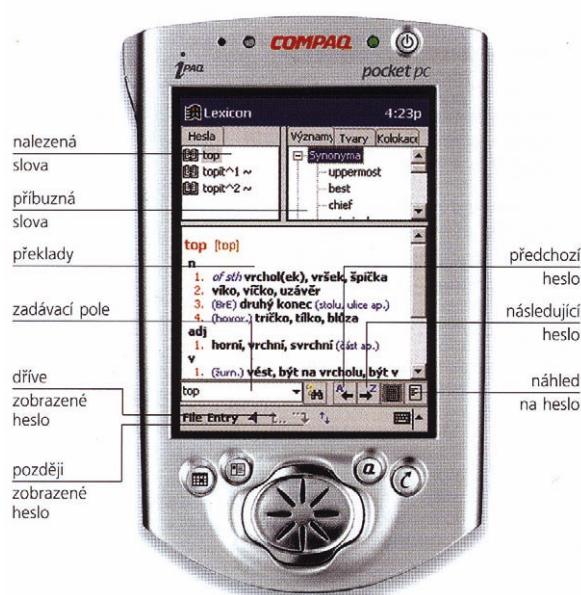 COMPAQ
iPAQ
pocket pc
Lexicon 4:23p
Hesla
Významy Tvary Kolokace
top
topit^1 ~
topit^2 ~
Synonyma
uppermost
best
chief
top [top]
n
1. of sth vrchol(ek), vršek, špička
2. víko, víčko, uzávěr
3. (BrE) druhý konec (stolu, ulice ap.)
4. (hovor.) tričko, tílko, blůza
adj
1. horní, vrchní, svrchní (část ap.)
v
1. (žurn.) vést, být na vrcholu, být v
top
File Entry
nalezená
slova
příbuzná
slova
překlady
zadávací pole
dříve
zobrazené
heslo
později
zobrazené
heslo
předchozí
heslo
následující
heslo
náhled
na heslo